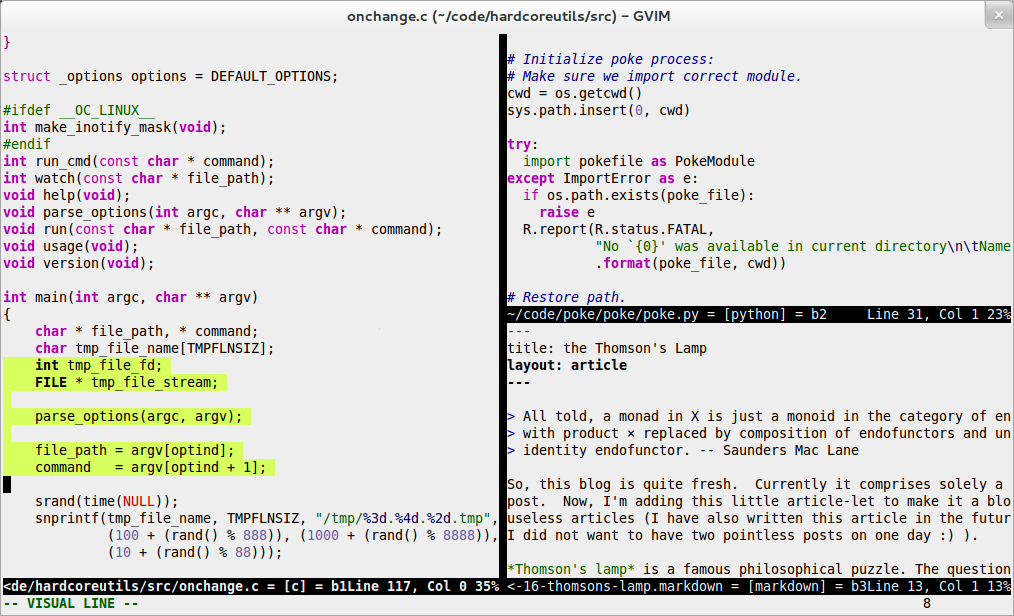 onchange.c (~/code/hardcoreutils/src) – GVIM
}
struct _options options = DEFAULT_OPTIONS;
#ifdef __OC_LINUX__
int make_inotify_mask(void);
#endif
int run_cmd(const char * command);
int watch(const char * file_path);
void help(void);
void parse_options(int argc, char ** argv);
void run(const char * file_path, const char * command);
void usage(void);
void version(void);
int main(int argc, char ** argv)
{
    char * file_path, * command;
    char tmp_file_name[TMPFLNSIZ];
    int tmp_file_fd;
    FILE * tmp_file_stream;
    parse_options(argc, argv);
    file_path = argv[optind];
    command   = argv[optind + 1];
    srand(time(NULL));
    snprintf(tmp_file_name, TMPFLNSIZ, "/tmp/%3d.%4d.%2d.tmp",
             (100 + (rand() % 888)), (1000 + (rand() % 8888)),
             (10 + (rand() % 88)));
<de/hardcoreutils/src/onchange.c = [c] = b1Line 117, Col 0 35%
# Initialize poke process:
# Make sure we import correct module.
cwd = os.getcwd()
sys.path.insert(0, cwd)
try:
  import pokefile as PokeModule
except ImportError as e:
  if os.path.exists(poke_file):
    raise e
  R.report(R.status.FATAL,
           "No `{0}' was available in current directory\n\tName
           .format(poke_file, cwd))
# Restore path.
~/code/poke/poke/poke.py = [python] = b2     Line 31, Col 1 23%
---
title: the Thomson's Lamp
layout: article
---
> All told, a monad in X is just a monoid in the category of en
> with product × replaced by composition of endofunctors and un
> identity endofunctor. -- Saunders Mac Lane
So, this blog is quite fresh.  Currently it comprises solely a
post.  Now, I'm adding this little article-let to make it a blo
useless articles (I have also written this article in the futur
I did not want to have two pointless posts on one day :) ).
*Thomson's lamp* is a famous philosophical puzzle. The question
<-16-thomsons-lamp.markdown = [markdown] = b3Line 13, Col 1 13%
-- VISUAL LINE --                                     8